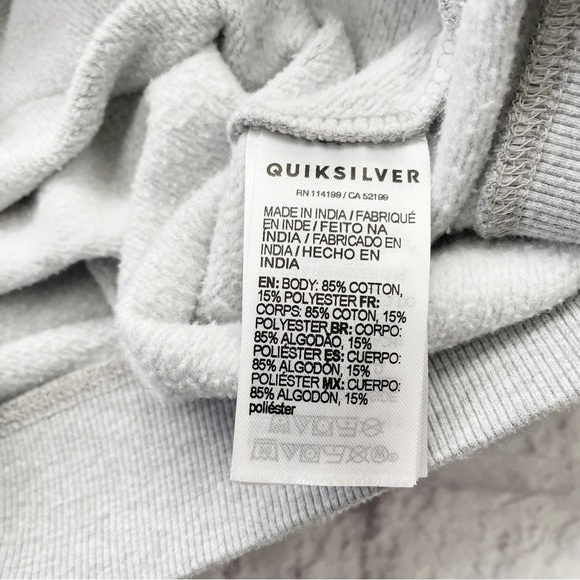 QUIKSILVER
RN 114199 / CA 52199
MADE IN INDIA / FABRIQUÉ
EN INDE / FEITO NA
INDIA / FABRICADO EN
INDIA / HECHO EN
INDIA
EN: BODY: 85% COTTON,
15% POLYESTER FR:
CORPS: 85% COTON, 15%
POLYESTER BR: CORPO:
85% ALGODÃO, 15%
POLIÉSTER ES: CUERPO:
85% ALGODÓN, 15%
POLIÉSTER MX: CUERPO:
85% ALGODÓN, 15%
poliéster